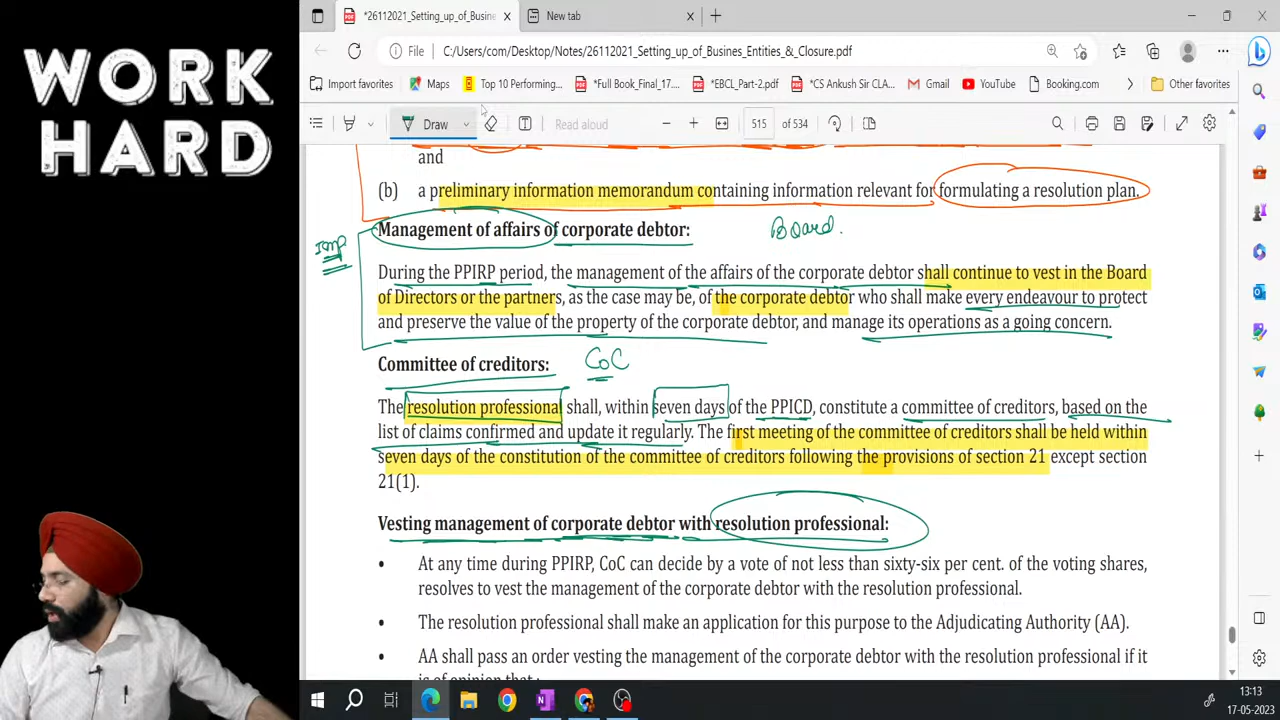 WORK
HARD
*26112021_Setting_up_of_Busine
New tab
File
C:/Users/com/Desktop/Notes/26112021_Setting_up_of_Busines_Entities_&_Closure.pdf
Import favorites
Maps
Top 10 Performing...
*Full Book_Final_17....
*EBCL_Part-2.pdf
*CS Ankush Sir CLA...
Gmail
YouTube
Booking.com
Other favorites
Draw
Read aloud
515 of 534
and
(b) a preliminary information memorandum containing information relevant for formulating a resolution plan.
Management of affairs of corporate debtor:
Board.
Imp
During the PPIRP period, the management of the affairs of the corporate debtor shall continue to vest in the Board
of Directors or the partners, as the case may be, of the corporate debtor who shall make every endeavour to protect
and preserve the value of the property of the corporate debtor, and manage its operations as a going concern.
Committee of creditors:
CoC
The resolution professional shall, within seven days of the PPICD, constitute a committee of creditors, based on the
list of claims confirmed and update it regularly. The first meeting of the committee of creditors shall be held within
seven days of the constitution of the committee of creditors following the provisions of section 21 except section
21(1).
Vesting management of corporate debtor with resolution professional:
• At any time during PPIRP, CoC can decide by a vote of not less than sixty-six per cent. of the voting shares,
resolves to vest the management of the corporate debtor with the resolution professional.
• The resolution professional shall make an application for this purpose to the Adjudicating Authority (AA).
• AA shall pass an order vesting the management of the corporate debtor with the resolution professional if it
is of opinion that :
13:13
17-05-2023